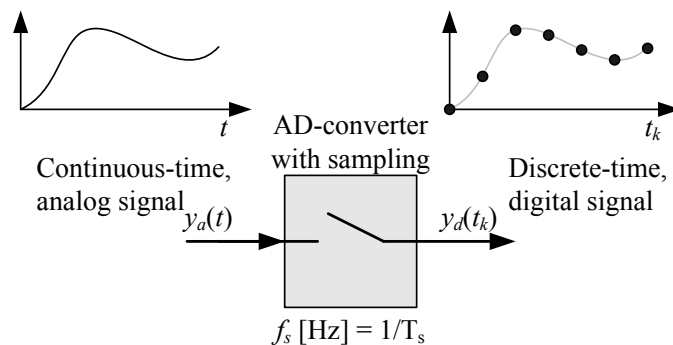 t
t_k
AD-converter
with sampling
Continuous-time,
analog signal
Discrete-time,
digital signal
y_a(t)
y_d(t_k)
f_s [Hz] = 1/T_s